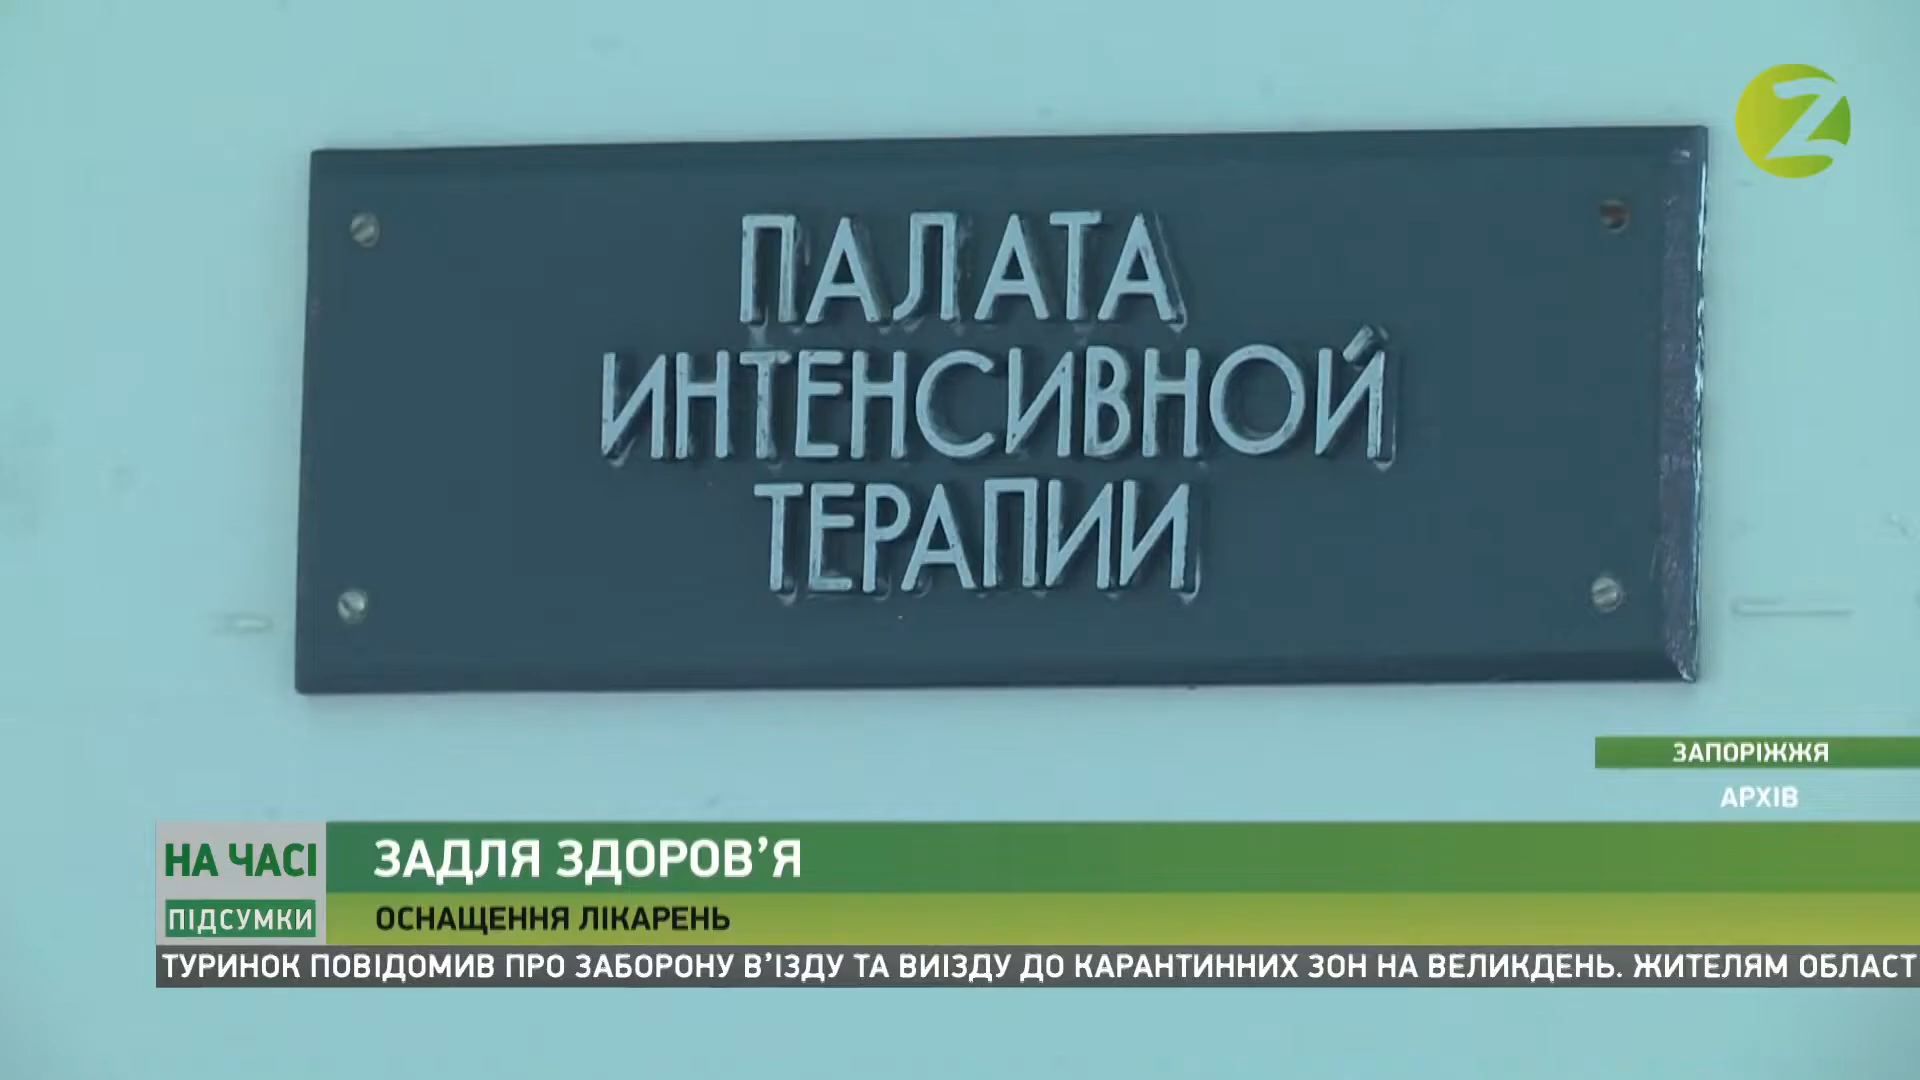 Z
ПАЛАТА
ИНТЕНСИВНОЙ
ТЕРАПИИ
ЗАПОРІЖЖЯ
АРХІВ
НА ЧАСІ
ПІДСУМКИ
ЗАДЛЯ ЗДОРОВ’Я
ОСНАЩЕННЯ ЛІКАРЕНЬ
ТУРИНОК ПОВІДОМИВ ПРО ЗАБОРОНУ В’ЇЗДУ ТА ВИЇЗДУ ДО КАРАНТИННИХ ЗОН НА ВЕЛИКДЕНЬ. ЖИТЕЛЯМ ОБЛАСТ